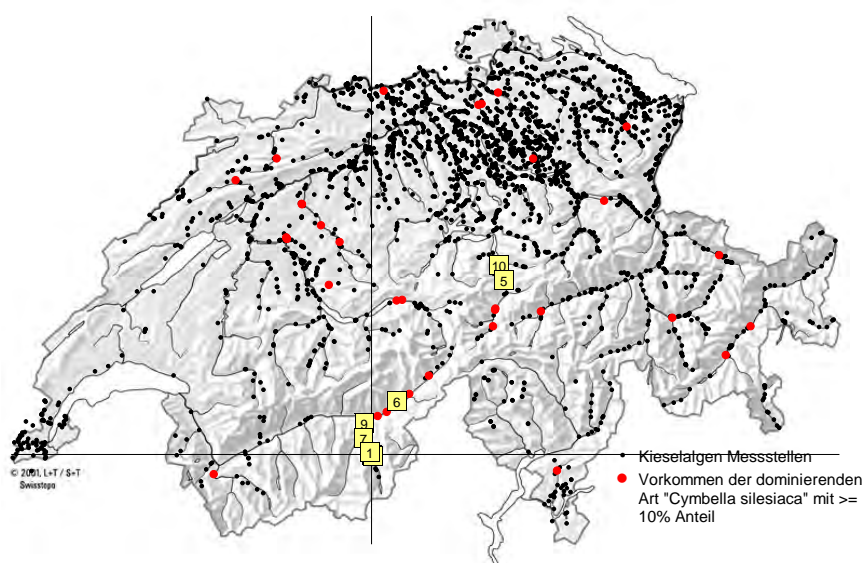 10
5
6
9
7
1
© 2001, L+T / S+T
Swisstopo
Kieselalgen Messstellen
Vorkommen der dominierenden
Art "Cymbella silesiaca" mit >=
10% Anteil